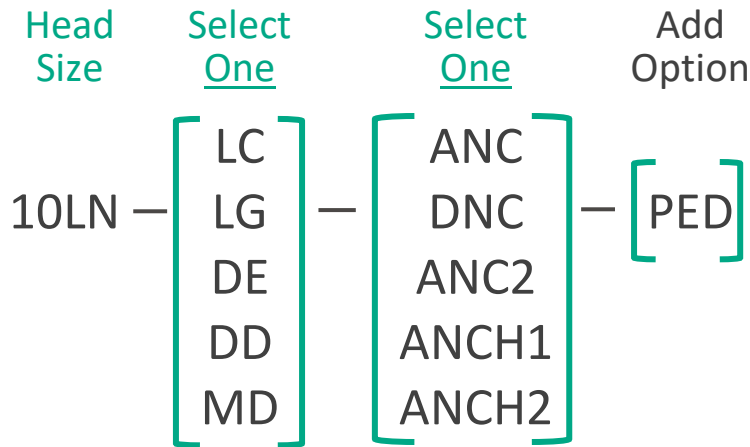 Head Select Select Add
Size One One Option
LC ANC
10LN — LG — DNC — PED
DE ANC2
DD ANCH1
MD ANCH2